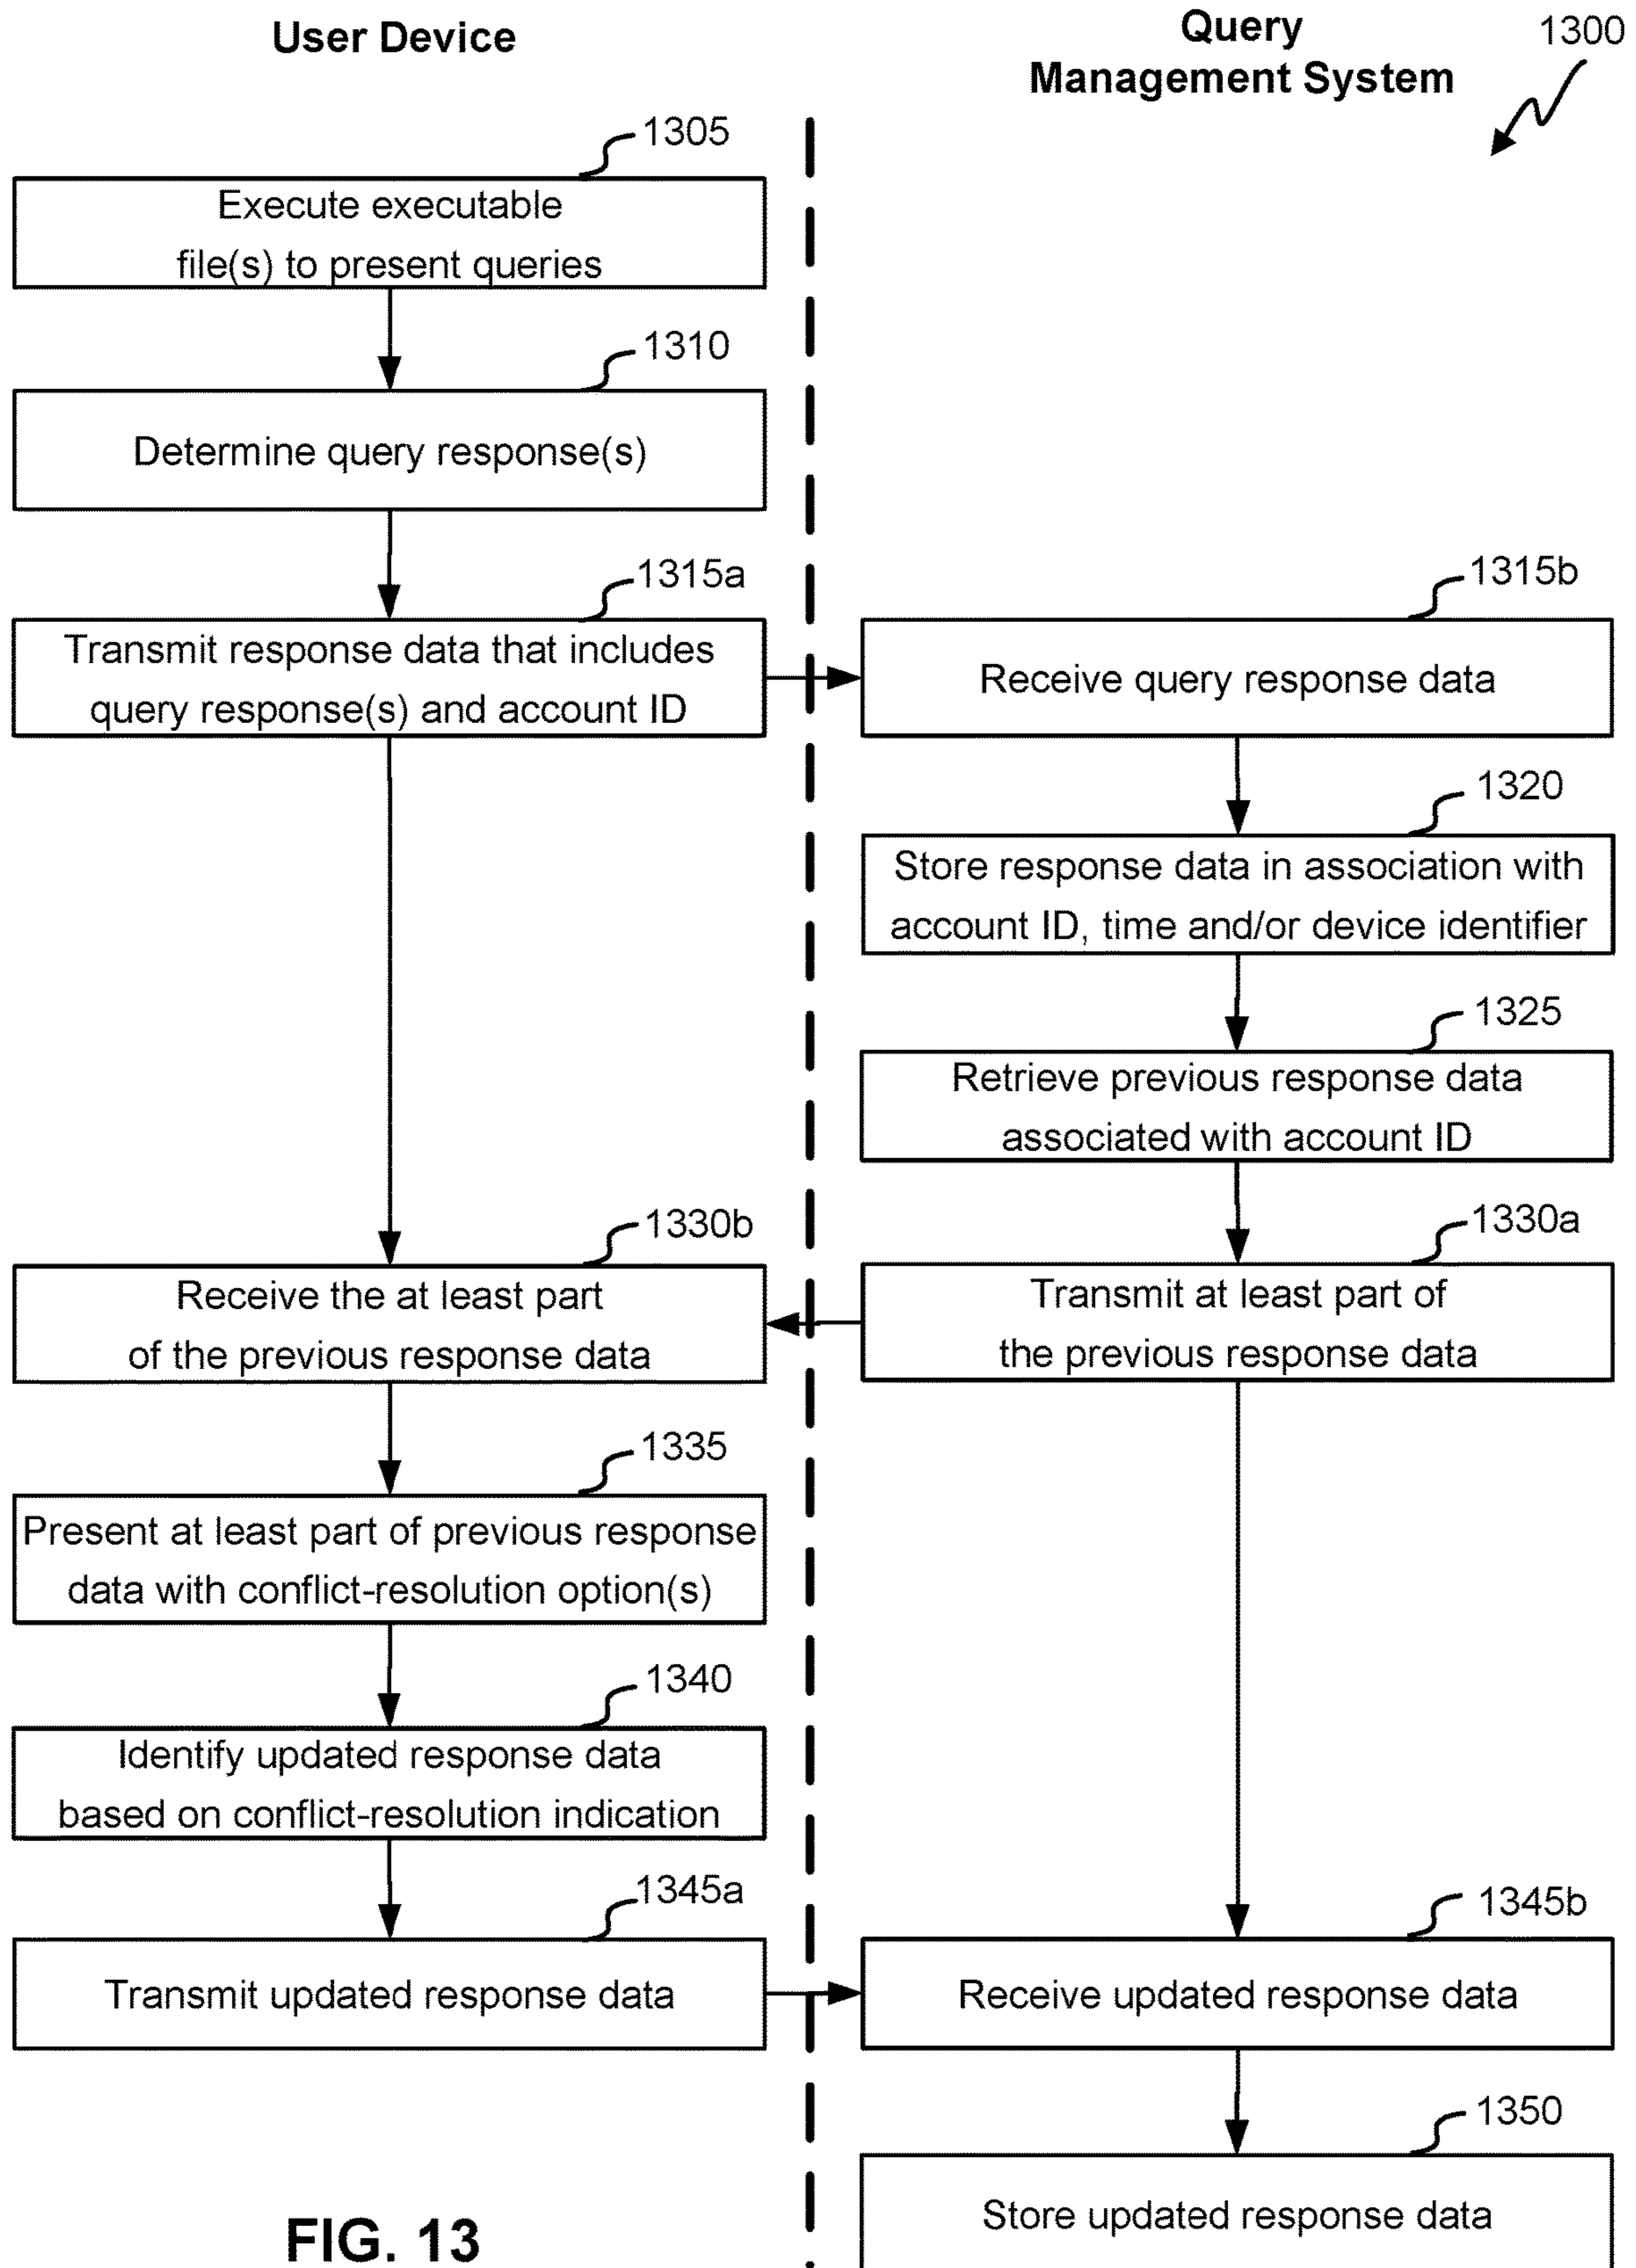 User Device
Query
Management System
1300
1305
Execute executable
file(s) to present queries
1310
Determine query response(s)
1315a
Transmit response data that includes
query response(s) and account ID
1315b
Receive query response data
1320
Store response data in association with
account ID, time and/or device identifier
1325
Retrieve previous response data
associated with account ID
1330b
Receive the at least part
of the previous response data
1330a
Transmit at least part of
the previous response data
1335
Present at least part of previous response
data with conflict-resolution option(s)
1340
Identify updated response data
based on conflict-resolution indication
1345a
Transmit updated response data
1345b
Receive updated response data
1350
Store updated response data
FIG. 13